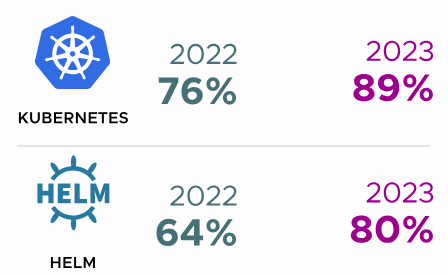 2022 2023
76% 89%
KUBERNETES
HELM
2022 2023
64% 80%
HELM